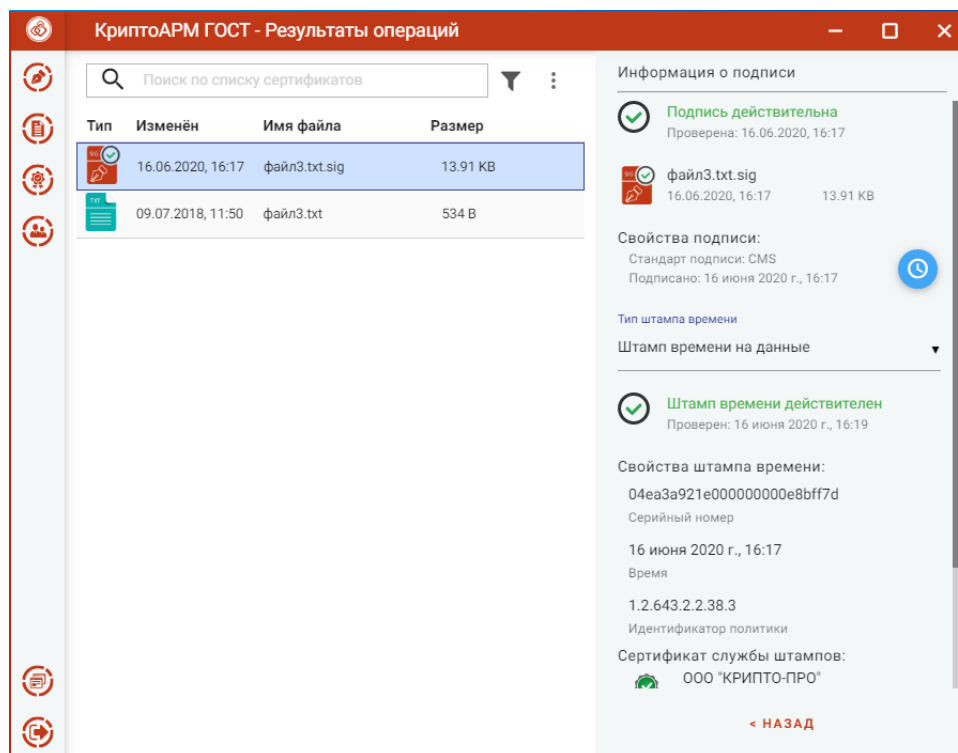 КриптоАРМ ГОСТ - Результаты операций
Поиск по списку сертификатов
Тип Изменён Имя файла Размер
SIG 16.06.2020, 16:17 файл3.txt.sig 13.91 KB
TXT 09.07.2018, 11:50 файл3.txt 534 B
Информация о подписи
Подпись действительна
Проверена: 16.06.2020, 16:17
SIG файл3.txt.sig
16.06.2020, 16:17 13.91 KB
Свойства подписи:
Стандарт подписи: CMS
Подписано: 16 июня 2020 г., 16:17
Тип штампа времени
Штамп времени на данные
Штамп времени действителен
Проверен: 16 июня 2020 г., 16:19
Свойства штампа времени:
04ea3a921e000000000e8bff7d
Серийный номер
16 июня 2020 г., 16:17
Время
1.2.643.2.2.38.3
Идентификатор политики
Сертификат службы штампов:
ООО "КРИПТО-ПРО"
< НАЗАД